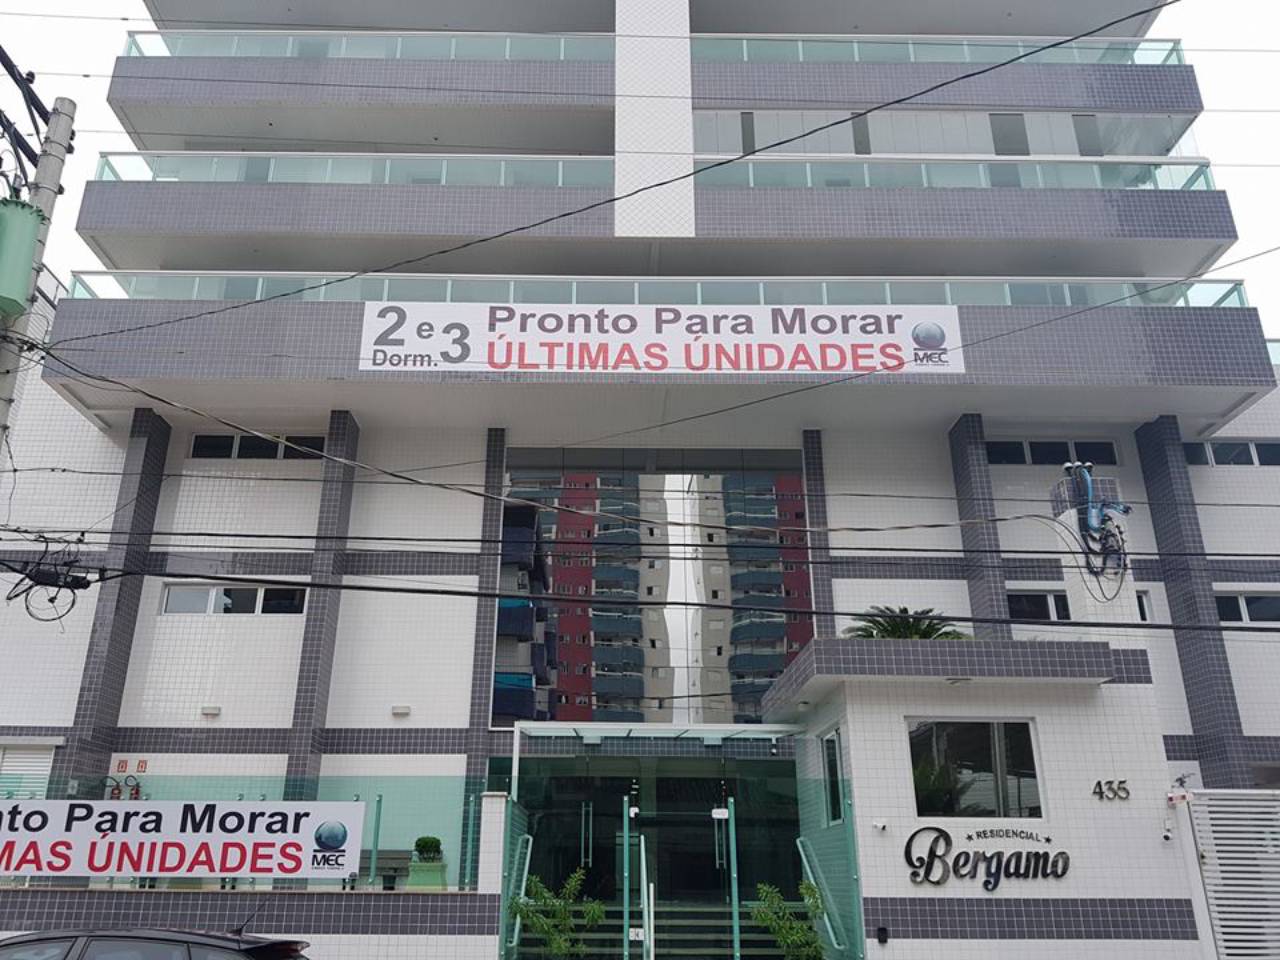 2 e 3 Pronto Para Morar
Dorm. ÚLTIMAS ÚNIDADES
MEC
435
RESIDENCIAL
Bergamo
nto Para Morar
MAS ÚNIDADES
MEC